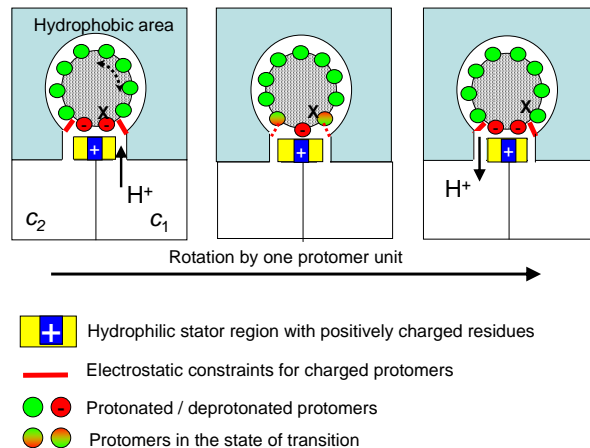 Hydrophobic area
X
- -
+
H+
c2 c1
X
-
+
X
- -
+
H+
Rotation by one protomer unit
+ Hydrophilic stator region with positively charged residues
Electrostatic constraints for charged protomers
- Protonated / deprotonated protomers
Protomers in the state of transition